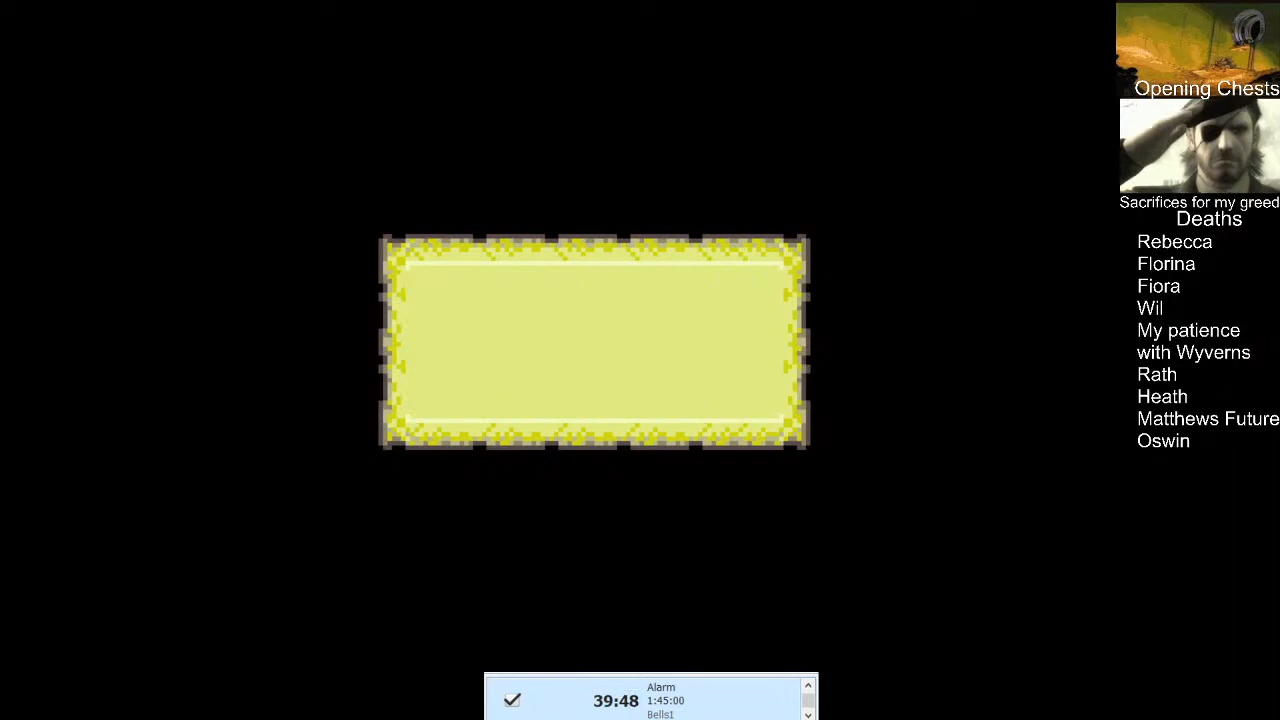 Opening Chests
Sacrifices for my greed
Deaths
Rebecca
Florina
Fiora
Wil
My patience
with Wyverns
Rath
Heath
Matthews Future
Oswin
39:48
Alarm
1:45:00
Bells1